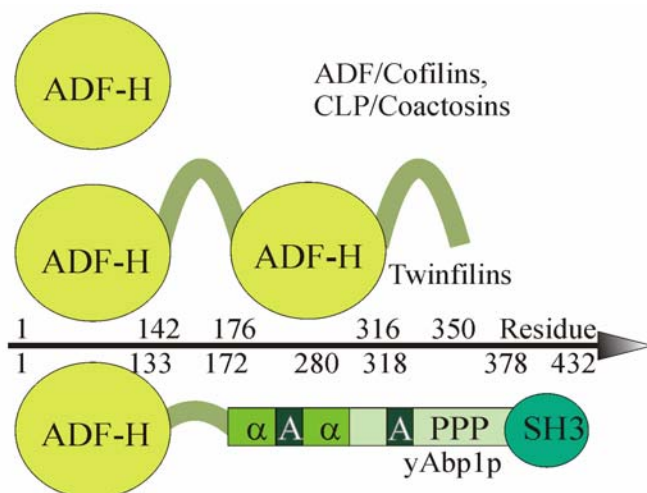 ADF-H
ADF/Cofilins,
CLP/Coactosins
ADF-H
ADF-H
Twinfilins
1 142 176 316 350 Residue
1 133 172 280 318 378 432
ADF-H α A α A PPP SH3
yAbp1p